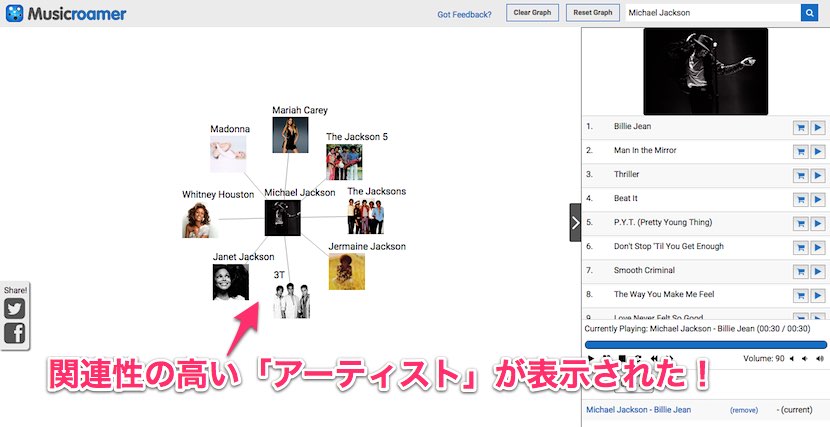 Musicroamer
Got Feedback?
Clear Graph
Reset Graph
Michael Jackson
Mariah Carey
Madonna
The Jackson 5
Whitney Houston
Michael Jackson
The Jacksons
Jermaine Jackson
Janet Jackson
3T
Share!
関連性の高い「アーティスト」が表示された！
1. Billie Jean
2. Man In the Mirror
3. Thriller
4. Beat It
5. P.Y.T. (Pretty Young Thing)
6. Don't Stop 'Til You Get Enough
7. Smooth Criminal
8. The Way You Make Me Feel
9. Love Never Felt So Good
Currently Playing: Michael Jackson - Billie Jean (00:30 / 00:30)
Volume: 90
Michael Jackson - Billie Jean (remove) - (current)